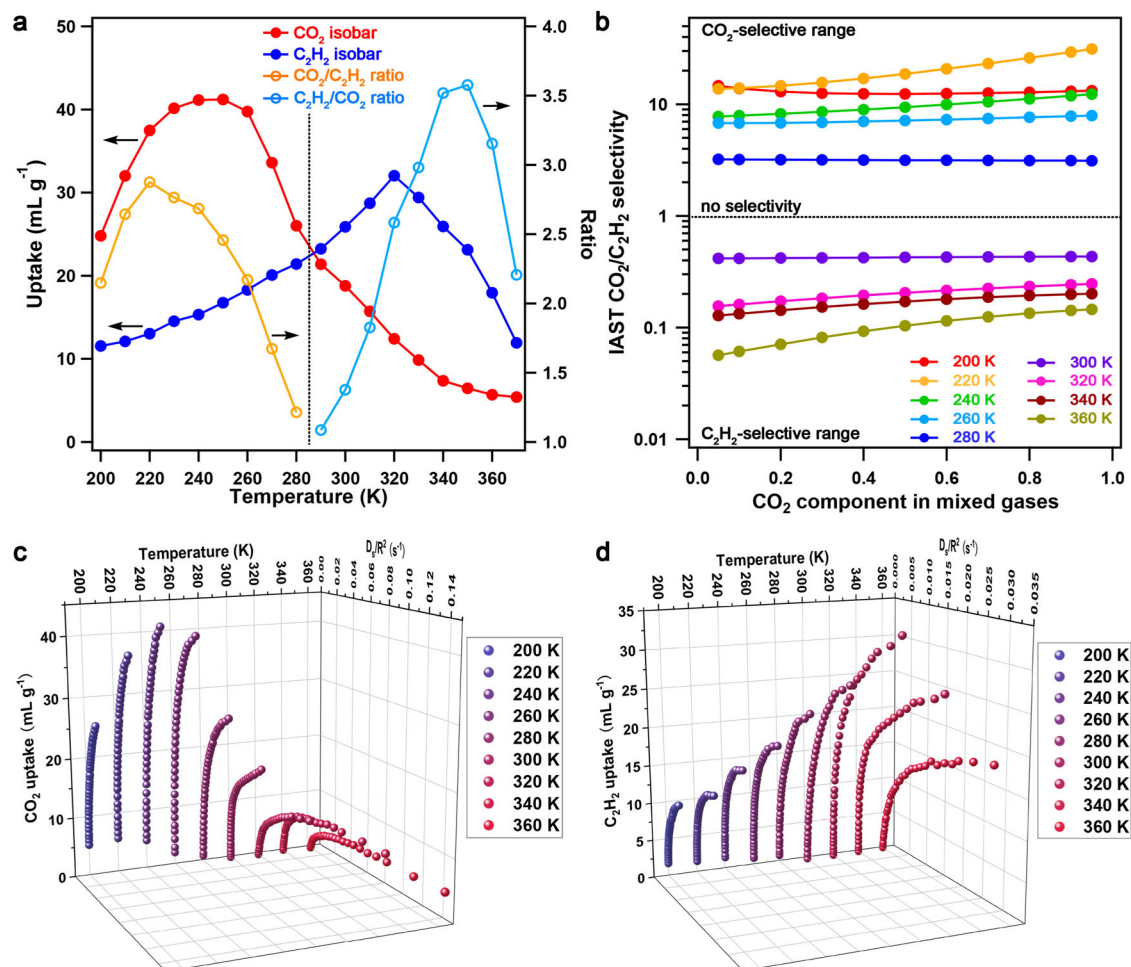 a
50
40
30
20
10
0
Uptake (mL g⁻¹)
CO₂ isobar
C₂H₂ isobar
CO₂/C₂H₂ ratio
C₂H₂/CO₂ ratio
4.0
3.5
3.0
2.5
2.0
1.5
1.0
Ratio
200 220 240 260 280 300 320 340 360
Temperature (K)
b
CO₂-selective range
10
1
0.1
0.01
IAST CO₂/C₂H₂ selectivity
no selectivity
C₂H₂-selective range
200 K
220 K
240 K
260 K
280 K
300 K
320 K
340 K
360 K
0.0 0.2 0.4 0.6 0.8 1.0
CO₂ component in mixed gases
c
Temperature (K)
200 220 240 260 280 300 320 340 360
Dₛ/R² (s⁻¹)
0.00 0.02 0.04 0.06 0.08 0.10 0.12 0.14
CO₂ uptake (mL g⁻¹)
40
30
20
10
0
200 K
220 K
240 K
260 K
280 K
300 K
320 K
340 K
360 K
d
Temperature (K)
200 220 240 260 280 300 320 340 360
Dₛ/R² (s⁻¹)
0.000 0.005 0.010 0.015 0.020 0.025 0.030 0.035
C₂H₂ uptake (mL g⁻¹)
35
30
25
20
15
10
5
0
200 K
220 K
240 K
260 K
280 K
300 K
320 K
340 K
360 K